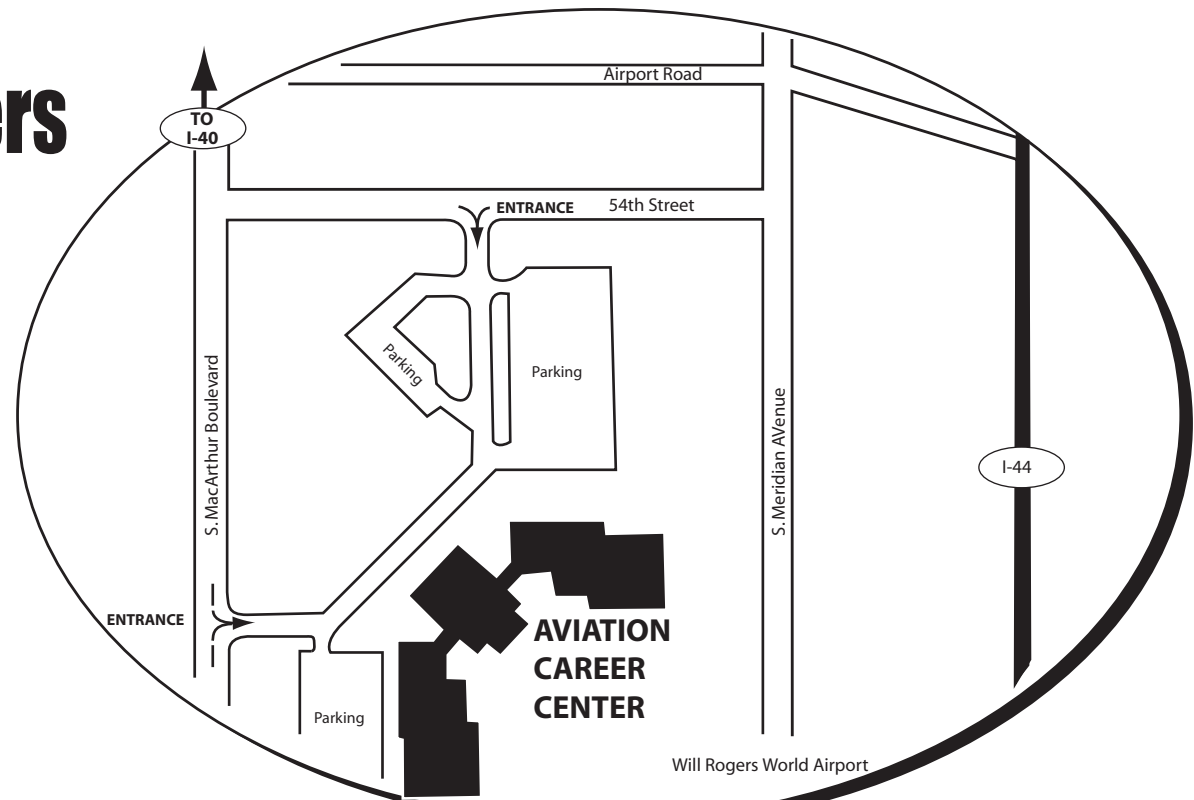 ers
TO
I-40
Airport Road
ENTRANCE
54th Street
Parking
Parking
S. MacArthur Boulevard
S. Meridian AVenue
I-44
ENTRANCE
AVIATION
CAREER
CENTER
Parking
Will Rogers World Airport